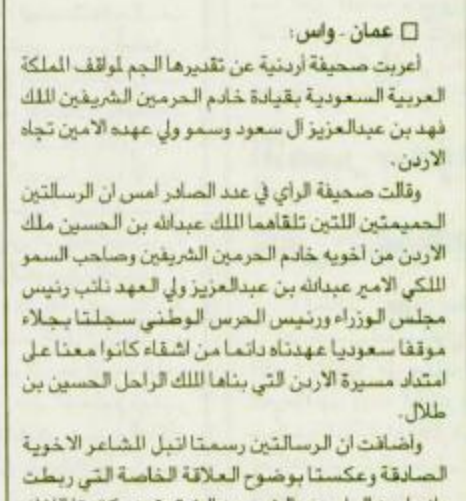 □ عمان - واس:
أعربت صحيفة أردنية عن تقديرها الجم لمواقف المملكة
العربية السعودية بقيادة خادم الحرمين الشريفين الملك
فهد بن عبدالعزيز آل سعود وسمو ولي عهده الامين تجاه
الاردن.
وقالت صحيفة الرأي في عدد الصادر امس ان الرسالتين
الحميمتين اللتين تلقاهما الملك عبدالله بن الحسين ملك
الاردن من أخويه خادم الحرمين الشريفين وصاحب السمو
الملكي الامير عبدالله بن عبدالعزيز ولي العهد نائب رئيس
مجلس الوزراء ورئيس الحرس الوطني سجلتا بجلاء
موقفا سعوديا عهدناه دائما من اشقاء كانوا معنا على
امتداد مسيرة الاردن التي بناها الملك الراحل الحسين بن
طلال.
واضافت ان الرسالتين رسمتا انبل المشاعر الاخوية
الصادقة وعكستا بوضوح العلاقة الخاصة التي ربطت